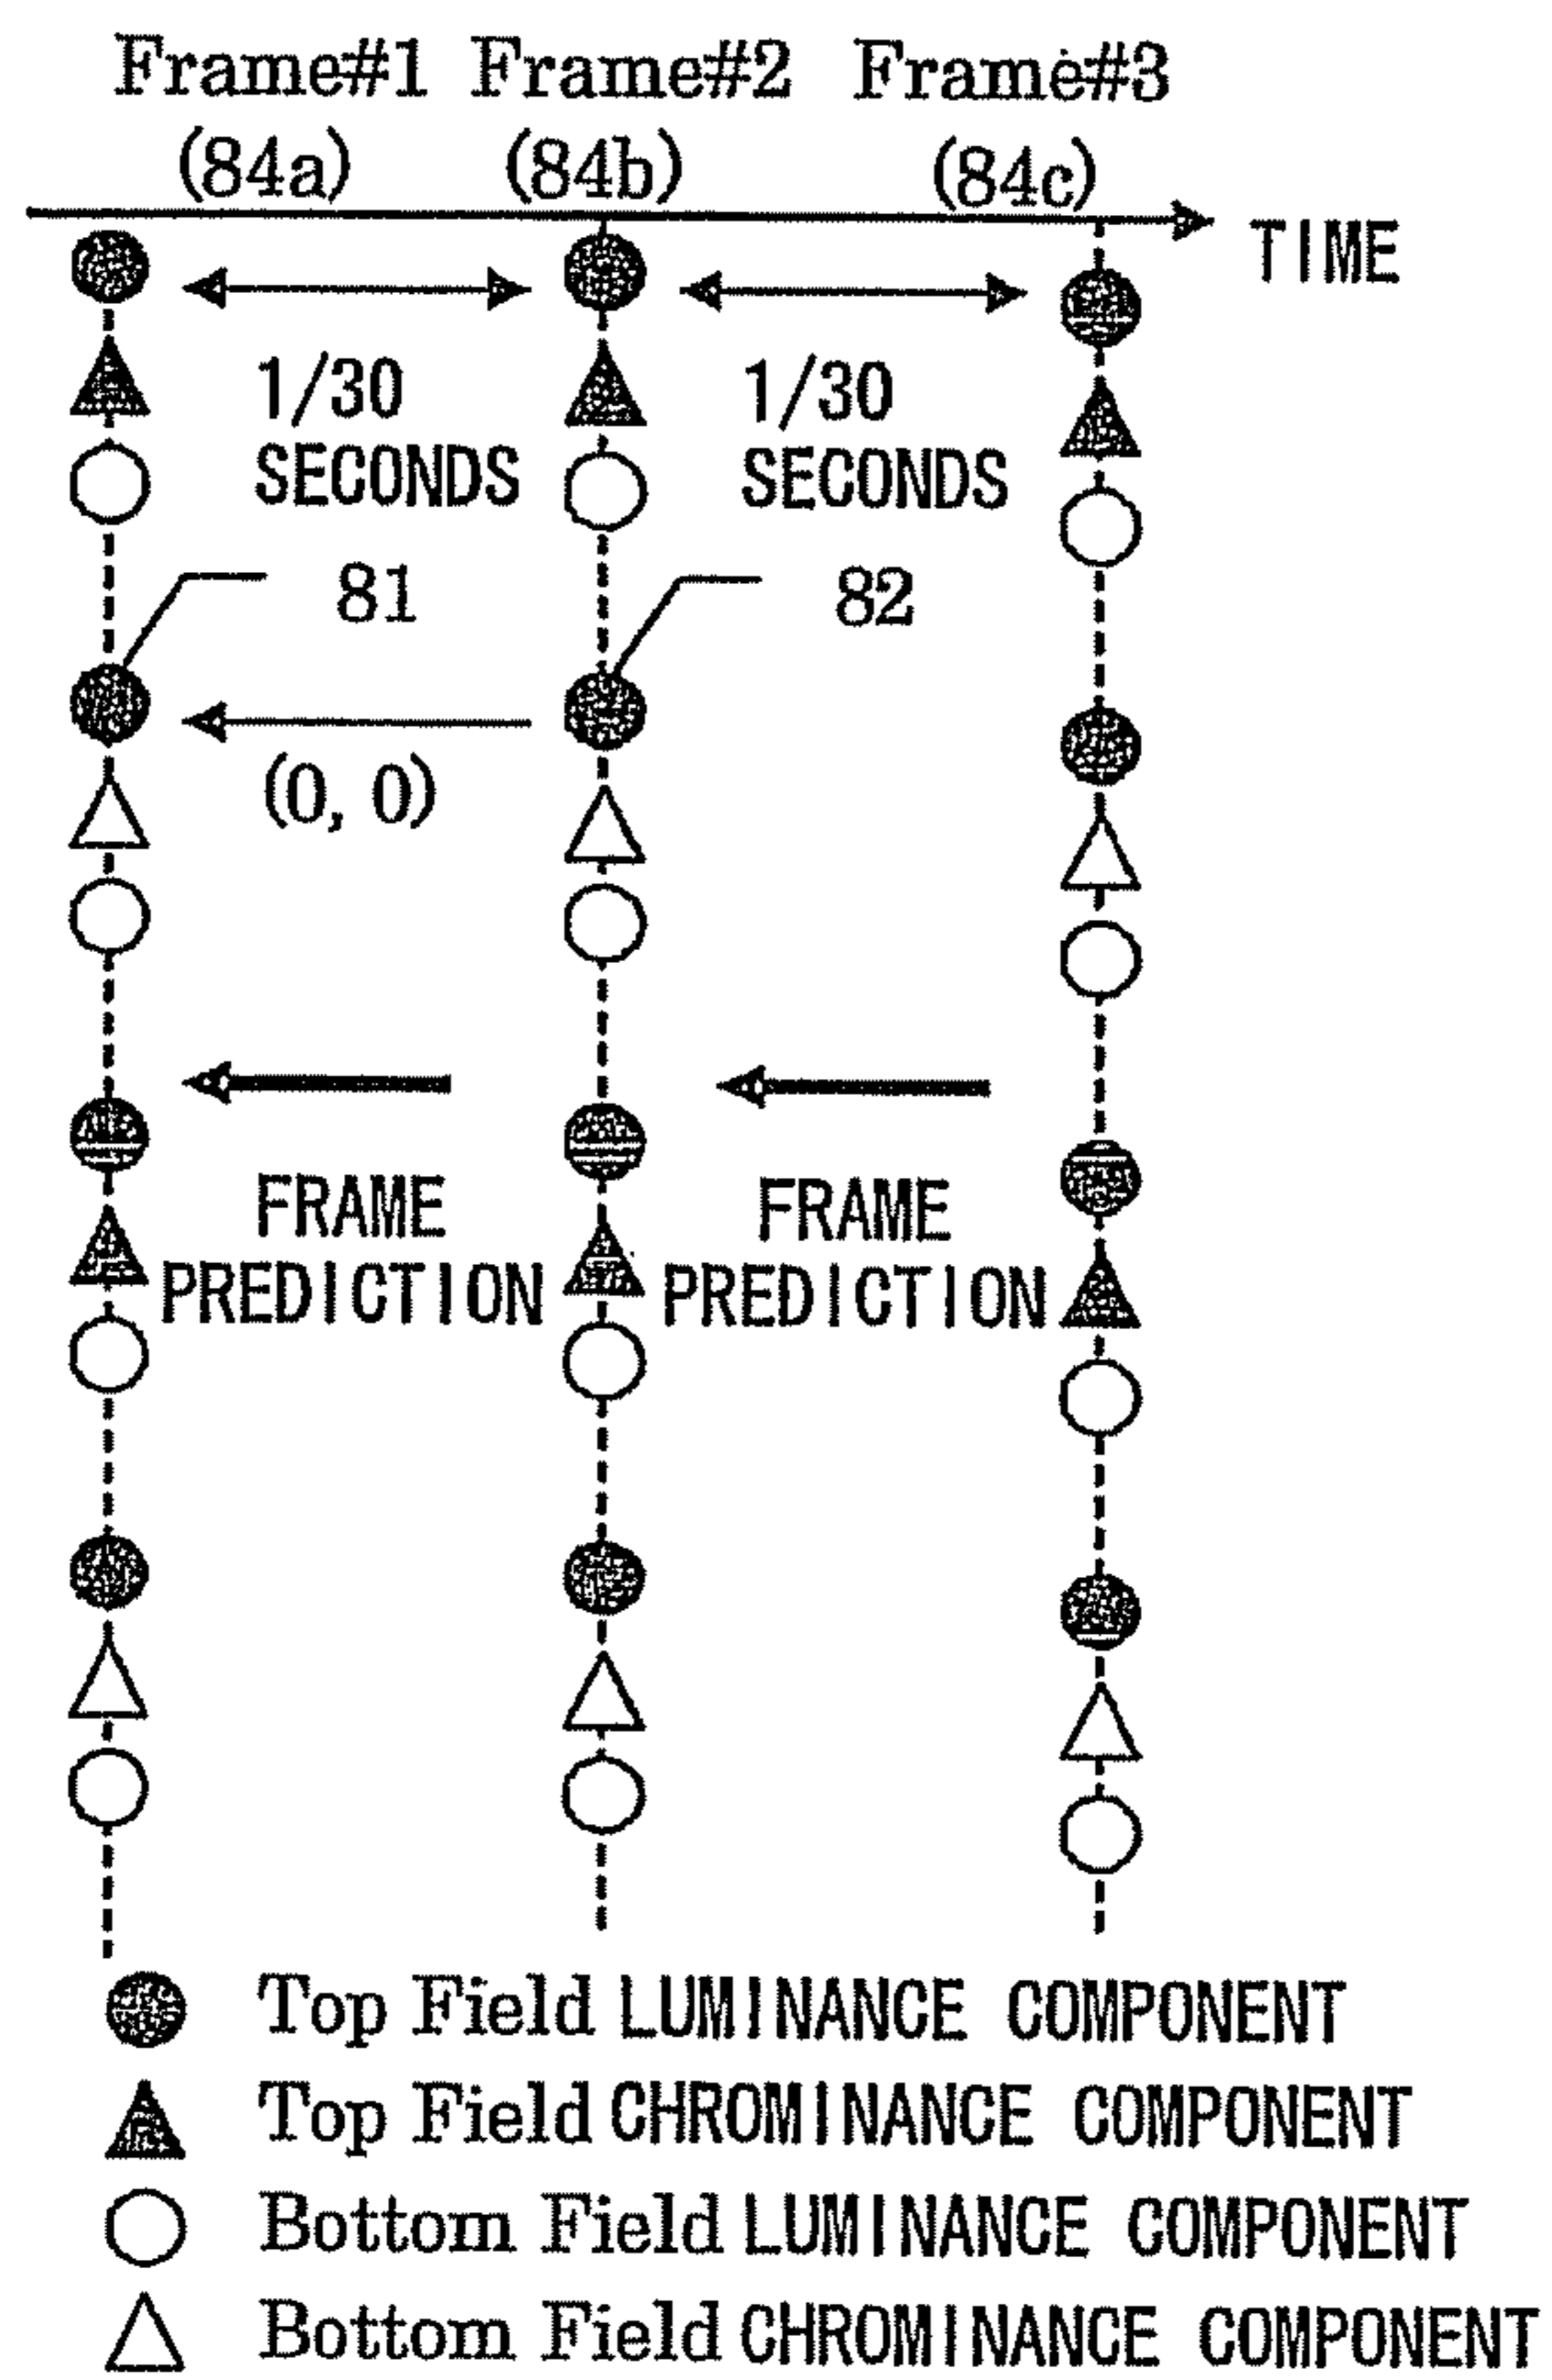 Frame#1 Frame#2 Frame#3
(84a) (84b) (84c)
TIME
1/30 1/30
SECONDS SECONDS
81 82
(0, 0)
FRAME FRAME
PREDICTION PREDICTION
Top Field LUMINANCE COMPONENT
Top Field CHROMINANCE COMPONENT
Bottom Field LUMINANCE COMPONENT
Bottom Field CHROMINANCE COMPONENT